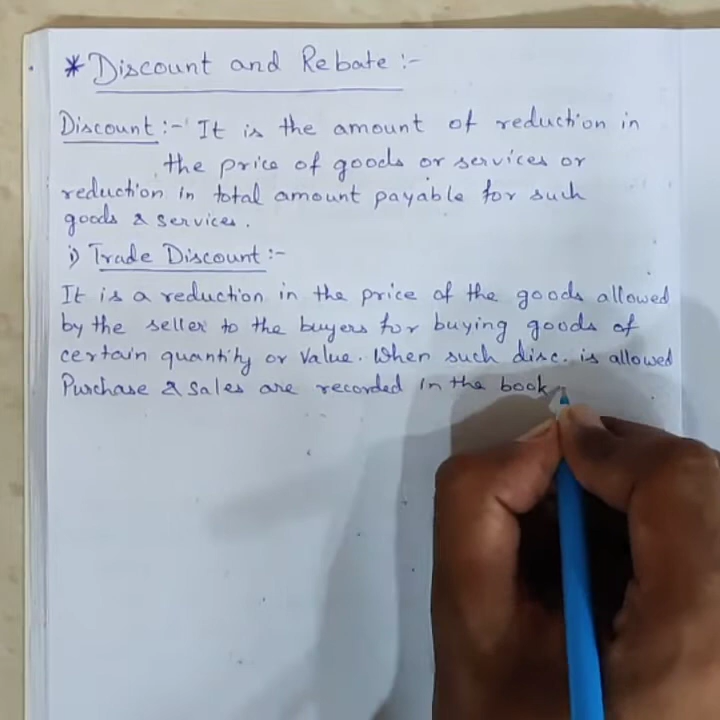 * Discount and Rebate :-
Discount :- It is the amount of reduction in
the price of goods or services or
reduction in total amount payable for such
goods & services.
i) Trade Discount :-
It is a reduction in the price of the goods allowed
by the seller to the buyers for buying goods of
certain quantity or value. When such disc. is allowed
Purchase & Sales are recorded in the book